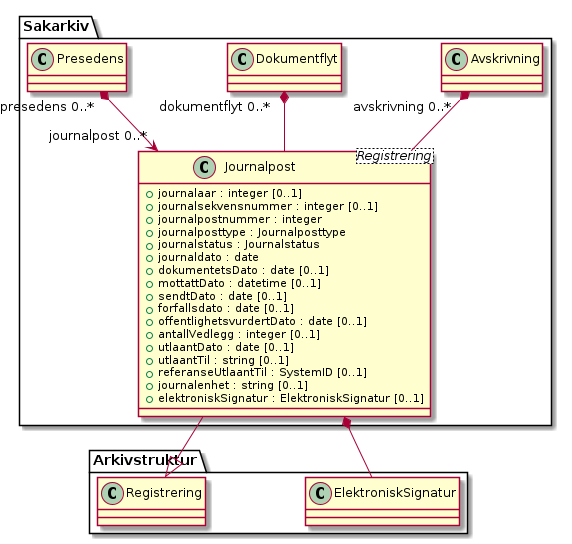 Sakarkiv
C Presedens
C Dokumentflyt
C Avskrivning
presedens 0..*
dokumentflyt 0..*
avskrivning 0..*
journalpost 0..*
C Journalpost
Registrering
journalaar : integer [0..1]
journalsekvensnummer : integer [0..1]
journalpostnummer : integer
journalposttype : Journalposttype
journalstatus : Journalstatus
journaldato : date
dokumentetsDato : date [0..1]
mottattDato : datetime [0..1]
sendtDato : date [0..1]
forfallsdato : date [0..1]
offentlighetsvurdertDato : date [0..1]
antallVedlegg : integer [0..1]
utlaantDato : date [0..1]
utlaantTil : string [0..1]
referanseUtlaantTil : SystemID [0..1]
journalenhet : string [0..1]
elektroniskSignatur : ElektroniskSignatur [0..1]
Arkivstruktur
C Registrering
C ElektroniskSignatur